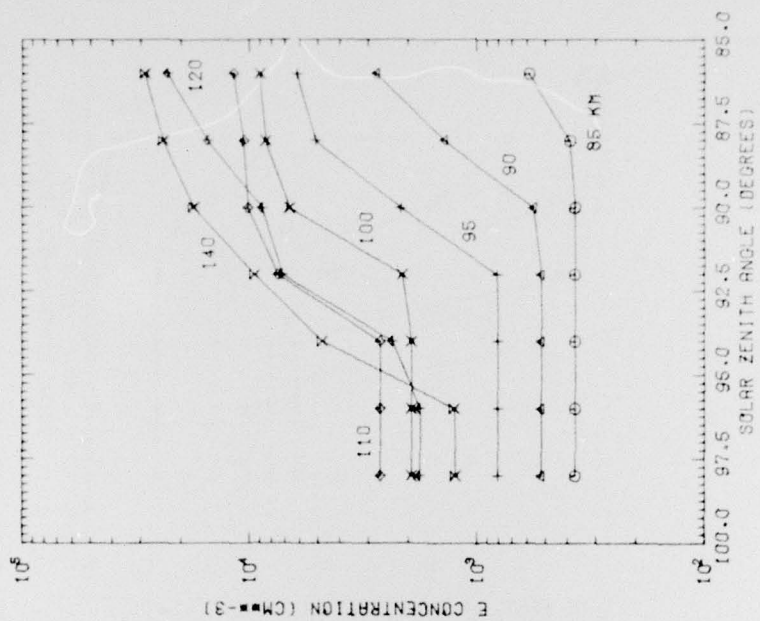 E CONCENTRATION (CM**-3)
10^5
10^4
10^3
10^2
120
140
100
110
95
90
85 KM
100.0 97.5 95.0 92.5 90.0 87.5 85.0
SOLAR ZENITH ANGLE (DEGREES)